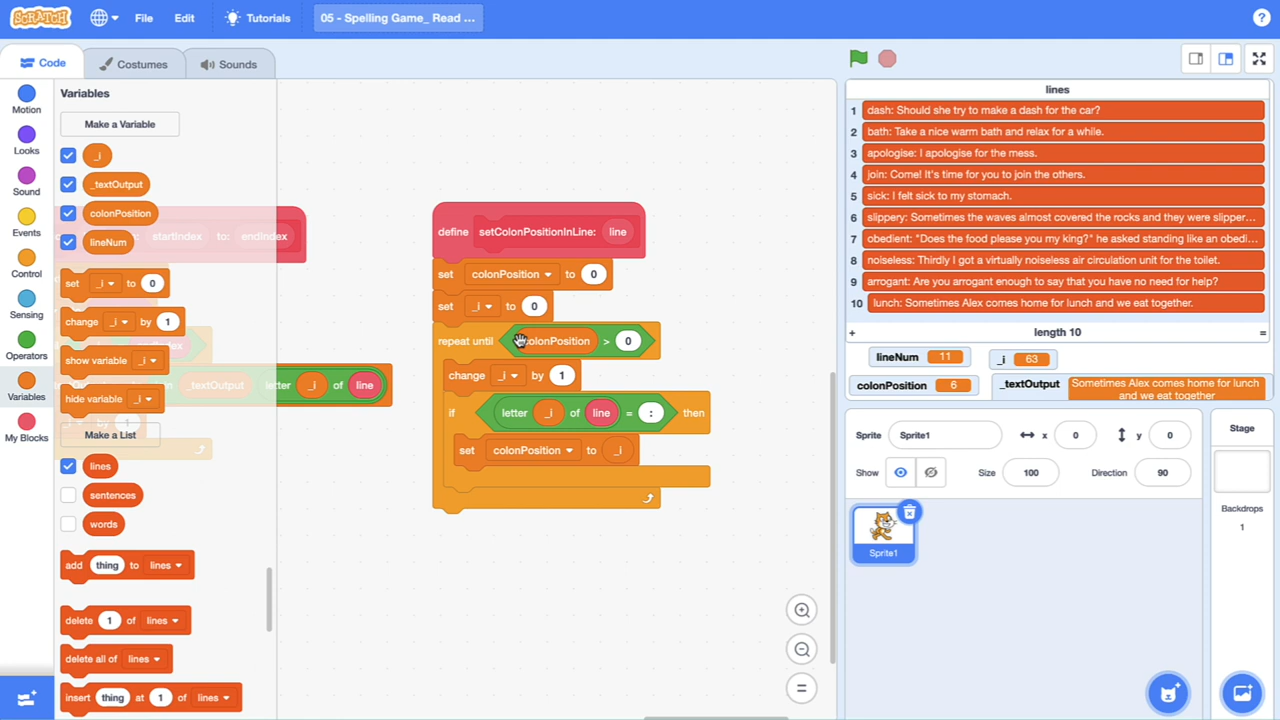 SCRATCH
File
Edit
Tutorials
05 - Spelling Game_ Read ...
?
Code
Costumes
Sounds
Motion
Looks
Sound
Events
Control
Sensing
Operators
Variables
My Blocks
Variables
Make a Variable
_i
_textOutput
colonPosition
lineNum
set _i to 0
change _i by 1
show variable _i
hide variable _i
Make a List
lines
sentences
words
add thing to lines
delete 1 of lines
delete all of lines
insert thing at 1 of lines
startIndex to: endIndex
_textOutput letter _i of line
define setColonPositionInLine: line
set colonPosition to 0
set _i to 0
repeat until colonPosition > 0
change _i by 1
if letter _i of line = : then
set colonPosition to _i
lines
1 dash: Should she try to make a dash for the car?
2 bath: Take a nice warm bath and relax for a while.
3 apologise: I apologise for the mess.
4 join: Come! It's time for you to join the others.
5 sick: I felt sick to my stomach.
6 slippery: Sometimes the waves almost covered the rocks and they were slipper...
7 obedient: "Does the food please you my king?" he asked standing like an obedi...
8 noiseless: Thirdly I got a virtually noiseless air circulation unit for the toilet.
9 arrogant: Are you arrogant enough to say that you have no need for help?
10 lunch: Sometimes Alex comes home for lunch and we eat together.
+ length 10 =
lineNum 11
_i 63
colonPosition 6
_textOutput Sometimes Alex comes home for lunch and we eat together
Sprite Sprite1
x 0
y 0
Show
Size 100
Direction 90
Sprite1
Stage
Backdrops
1